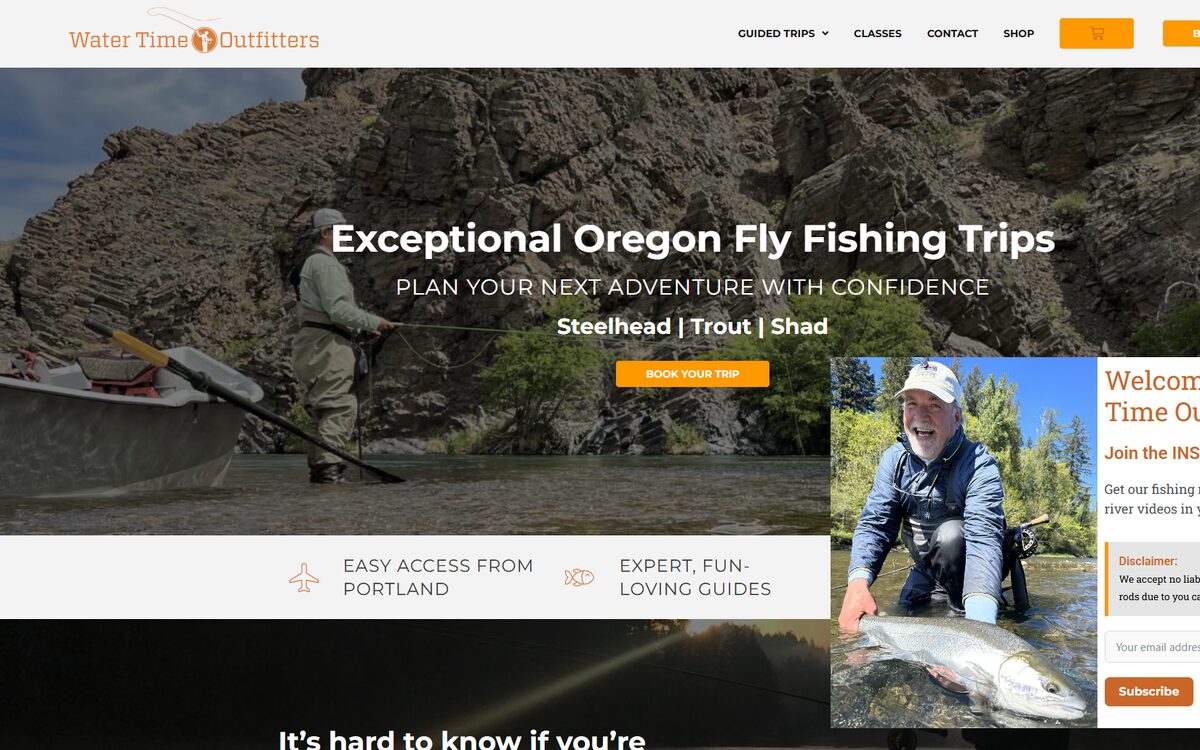 Water Time Outfitters
GUIDED TRIPS
CLASSES
CONTACT
SHOP
B
Exceptional Oregon Fly Fishing Trips
PLAN YOUR NEXT ADVENTURE WITH CONFIDENCE
Steelhead | Trout | Shad
BOOK YOUR TRIP
Welcom
Time Ou
Join the INS
Get our fishing r
river videos in y
Disclaimer:
We accept no liab
rods due to you ca
Your email addres
Subscribe
EASY ACCESS FROM
PORTLAND
EXPERT, FUN-
LOVING GUIDES
It’s hard to know if you’re